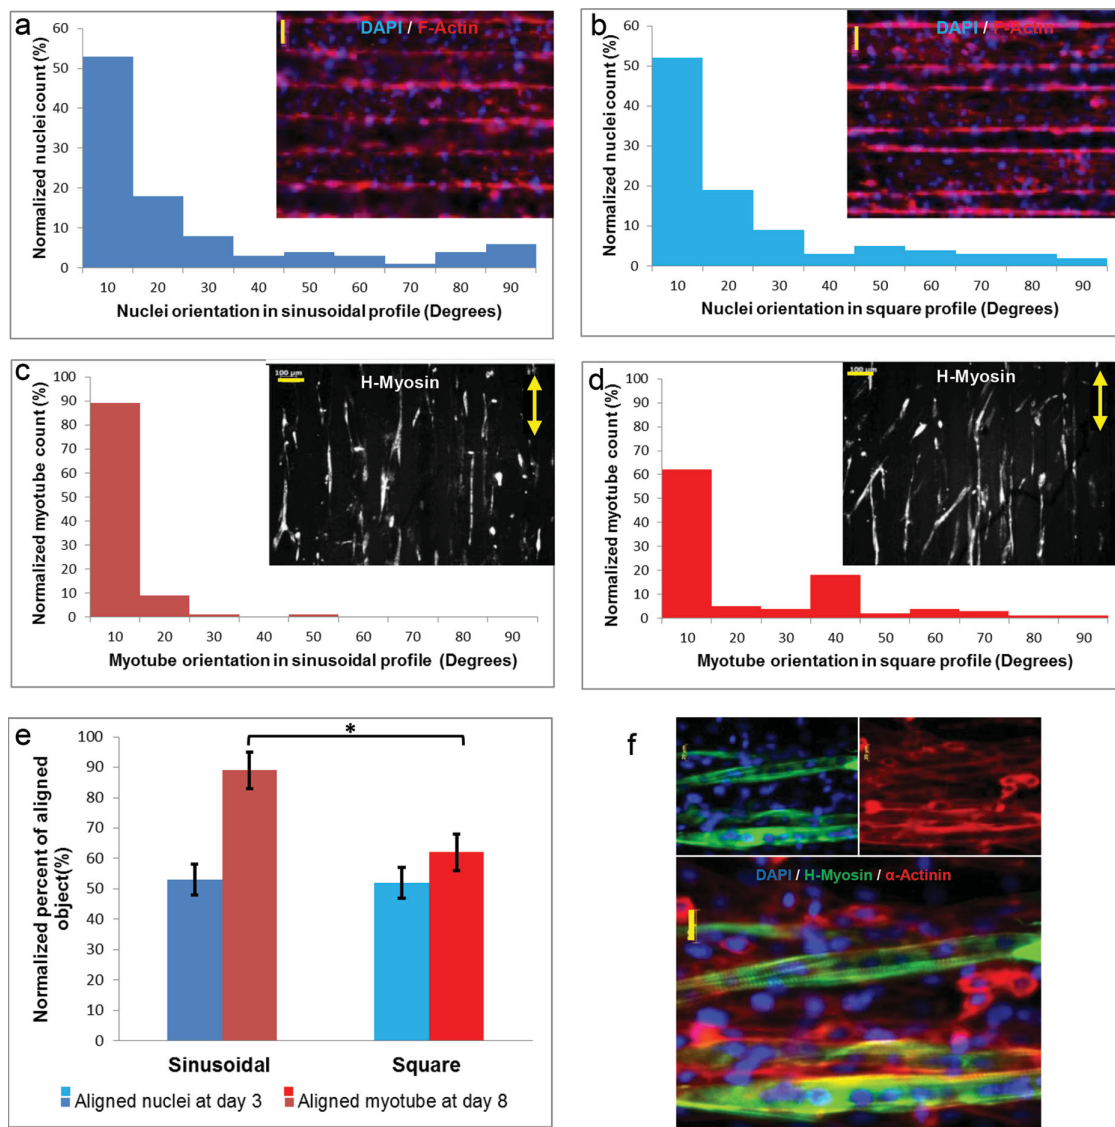 a
DAPI / F-Actin
Normalized nuclei count (%)
60
50
40
30
20
10
0
10 20 30 40 50 60 70 80 90
Nuclei orientation in sinusoidal profile (Degrees)
b
DAPI / F-Actin
Normalized nuclei count (%)
60
50
40
30
20
10
0
10 20 30 40 50 60 70 80 90
Nuclei orientation in square profile (Degrees)
c
100 µm
H-Myosin
Normalized myotube count (%)
100
90
80
70
60
50
40
30
20
10
0
10 20 30 40 50 60 70 80 90
Myotube orientation in sinusoidal profile (Degrees)
d
100 µm
H-Myosin
Normalized myotube count (%)
100
90
80
70
60
50
40
30
20
10
0
10 20 30 40 50 60 70 80 90
Myotube orientation in square profile (Degrees)
e
*
Normalized percent of aligned
object(%)
100
90
80
70
60
50
40
30
20
10
0
Sinusoidal Square
Aligned nuclei at day 3 Aligned myotube at day 8
f
DAPI / H-Myosin / α-Actinin